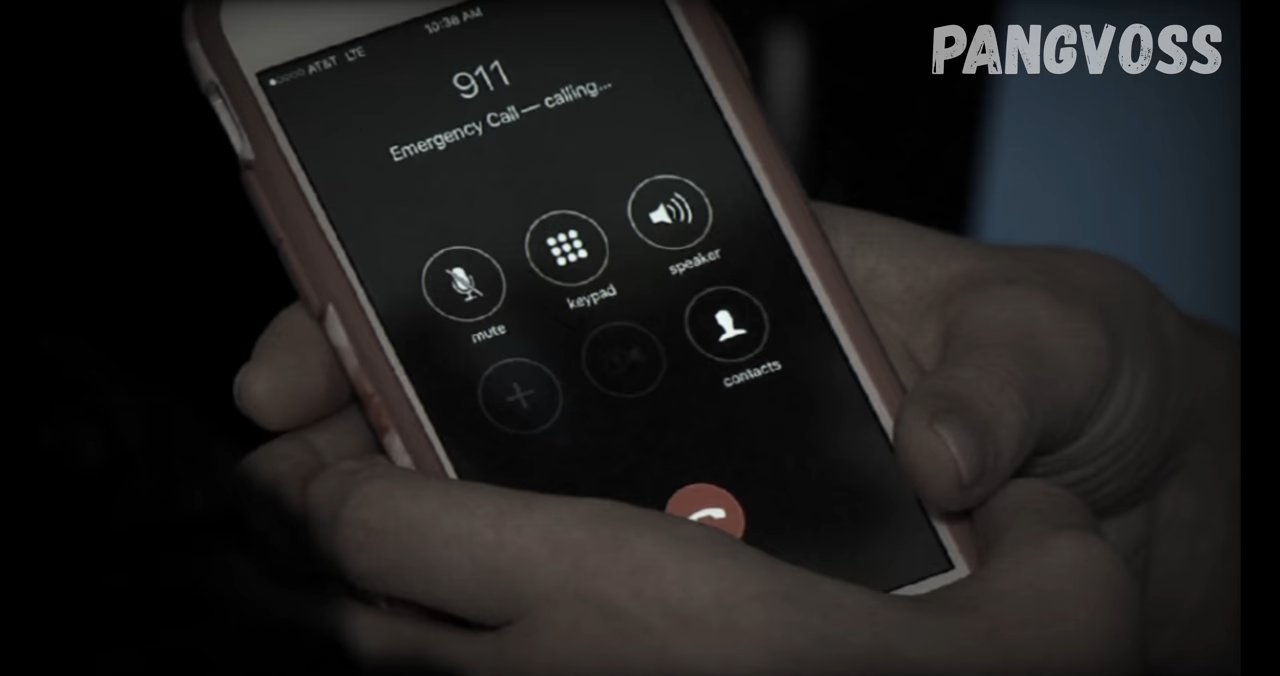 PANGVOSS
10:38 AM
AT&T LTE
911
Emergency Call — calling...
mute
keypad
speaker
contacts